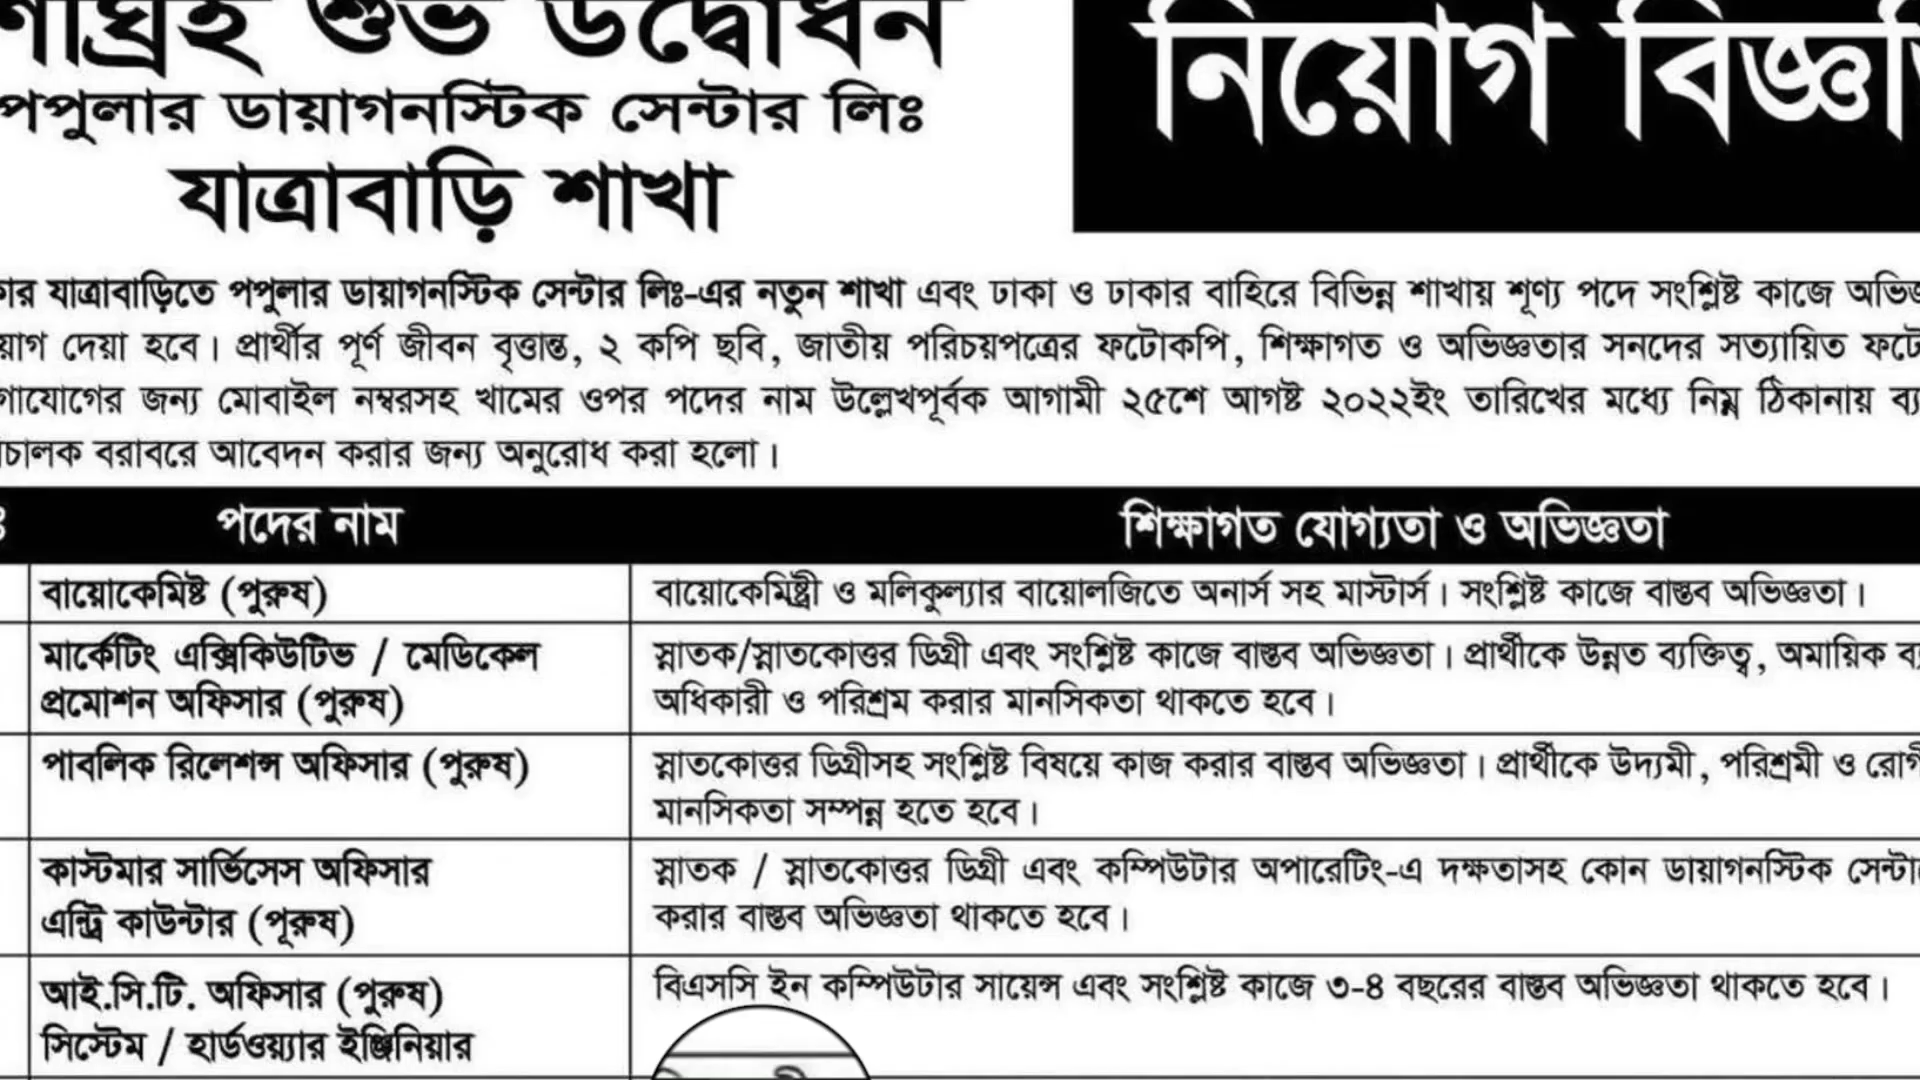 শুভ উদ্বোধন
পপুলার ডায়াগনস্টিক সেন্টার লিঃ
যাত্রাবাড়ি শাখা
নিয়োগ
যাত্রাবাড়িতে পপুলার ডায়াগনস্টিক সেন্টার লিঃ-এর নতুন শাখা এবং ঢাকা ও ঢাকার বাহিরে বিভিন্ন শাখায় শূণ্য পদে সংশ্লিষ্ট কাজে
দেয়া হবে। প্রার্থীর পূর্ণ জীবন বৃত্তান্ত, ২ কপি ছবি, জাতীয় পরিচয়পত্রের ফটোকপি, শিক্ষাগত ও অভিজ্ঞতার সনদের সত্যায়িত
জন্য মোবাইল নম্বরসহ খামের ওপর পদের নাম উল্লেখপূর্বক আগামী ২৫শে আগষ্ট ২০২২ইং তারিখের মধ্যে নিম্ন ঠিকানায়
বরাবরে আবেদন করার জন্য অনুরোধ করা হলো।
পদের নাম
শিক্ষাগত যোগ্যতা ও অভিজ্ঞতা
বায়োকেমিষ্ট (পুরুষ)
বায়োকেমিষ্ট্রী ও মলিকুল্যার বায়োলজিতে অনার্স সহ মাস্টার্স। সংশ্লিষ্ট কাজে বাস্তব অভিজ্ঞতা।
মার্কেটিং এক্সিকিউটিভ / মেডিকেল
প্রমোশন অফিসার (পুরুষ)
স্নাতক/স্নাতকোত্তর ডিগ্রী এবং সংশ্লিষ্ট কাজে বাস্তব অভিজ্ঞতা। প্রার্থীকে উন্নত ব্যক্তিত্ব, অমায়িক
অধিকারী ও পরিশ্রম করার মানসিকতা থাকতে হবে।
পাবলিক রিলেশন্স অফিসার (পুরুষ)
স্নাতকোত্তর ডিগ্রীসহ সংশ্লিষ্ট বিষয়ে কাজ করার বাস্তব অভিজ্ঞতা। প্রার্থীকে উদ্যমী, পরিশ্রমী ও
মানসিকতা সম্পন্ন হতে হবে।
কাস্টমার সার্ভিসেস অফিসার
এন্ট্রি কাউন্টার (পূরুষ)
স্নাতক / স্নাতকোত্তর ডিগ্রী এবং কম্পিউটার অপারেটিং-এ দক্ষতাসহ কোন ডায়াগনস্টিক
করার বাস্তব অভিজ্ঞতা থাকতে হবে।
আই.সি.টি. অফিসার (পুরুষ)
সিস্টেম / হার্ডওয়্যার ইঞ্জিনিয়ার
বিএসসি ইন কম্পিউটার সায়েন্স এবং সংশ্লিষ্ট কাজে ৩-৪ বছরের বাস্তব অভিজ্ঞতা থাকতে হবে।